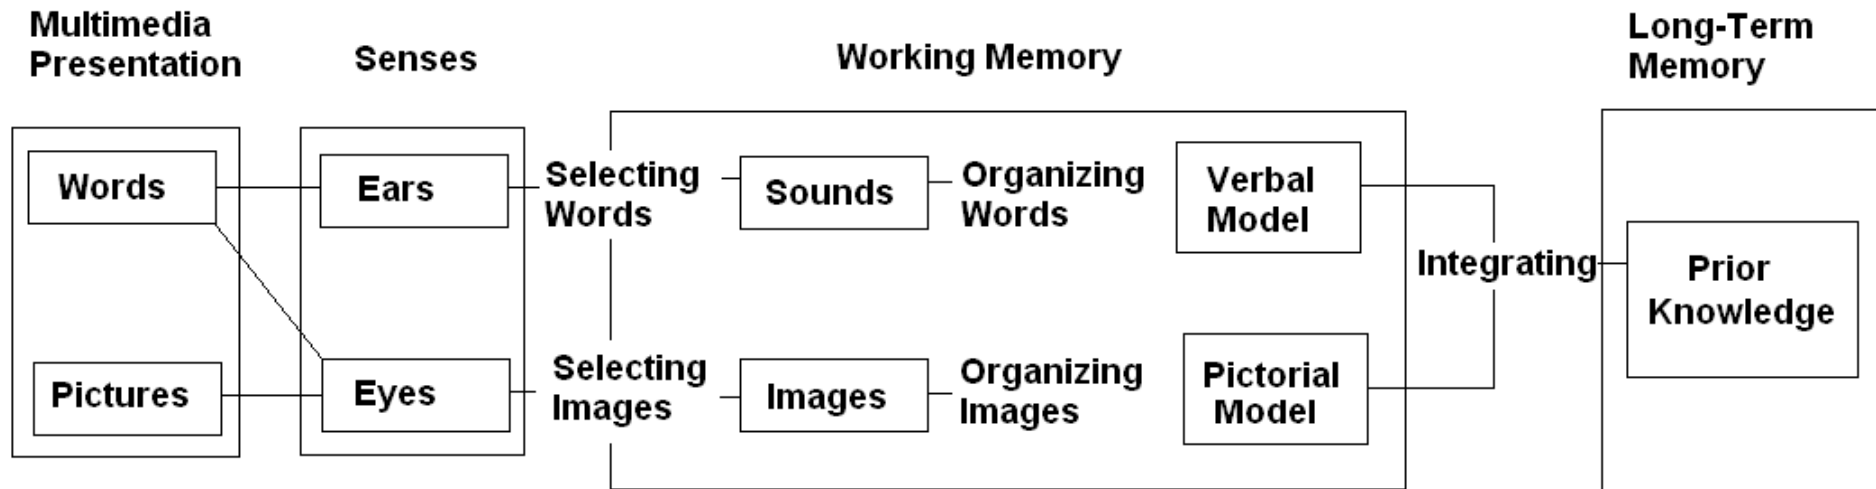 Multimedia
Presentation
Senses
Working Memory
Long-Term
Memory
Words
Ears
Selecting
Words
Sounds
Organizing
Words
Verbal
Model
Integrating
Prior
Knowledge
Pictures
Eyes
Selecting
Images
Images
Organizing
Images
Pictorial
Model